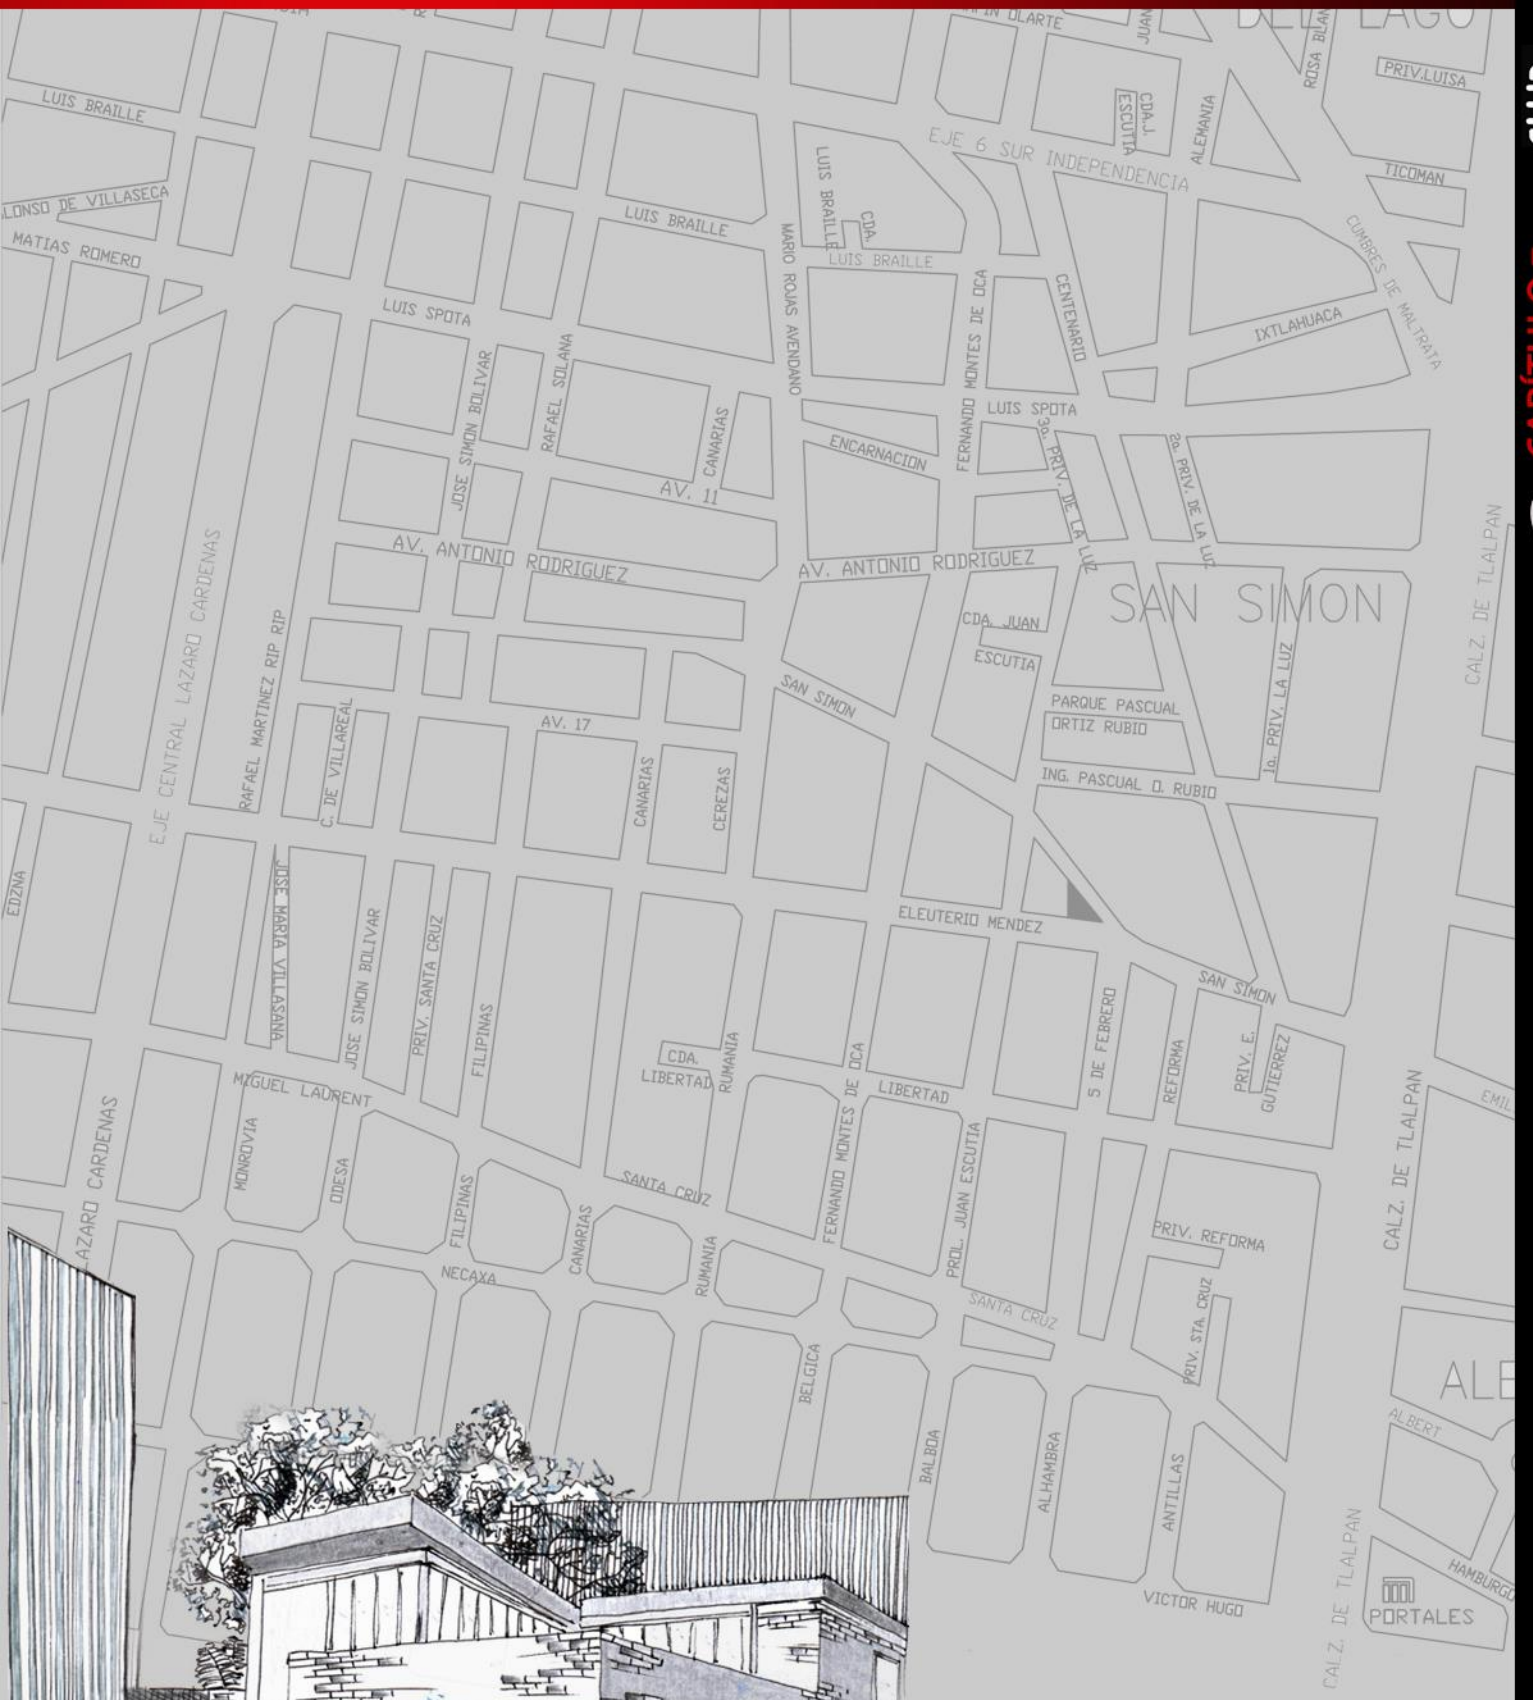 OLARTE
JUAN
ROSA BLAN
PRIV.LUISA
LUIS BRAILLE
CDA.J.
ESCUTIA
ALEMANIA
EJE 6 SUR INDEPENDENCIA
TICOMAN
LONSO DE VILLASECA
MATIAS ROMERO
LUIS BRAILLE
LUIS BRAILLE
CDA.
LUIS BRAILLE
CUMBRES DE MALTRATA
MARIO ROJAS AVENDANO
FERNANDO MONTES DE OCA
CENTENARIO
IXTLAHUACA
LUIS SPOTA
JOSE SIMON BOLIVAR
RAFAEL SOLANA
CANARIAS
LUIS SPOTA
ENCARNACION
3a. PRIV. DE LA LUZ
2a. PRIV. DE LA LUZ
AV. 11
AV. ANTONIO RODRIGUEZ
AV. ANTONIO RODRIGUEZ
CALZ. DE TLALPAN
SAN SIMON
EJE CENTRAL LAZARO CARDENAS
RAFAEL MARTINEZ RIP RIP
CDA. JUAN
ESCUTIA
1a. PRIV. LA LUZ
SAN SIMON
PARQUE PASCUAL
ORTIZ RUBIO
C. DE VILLAREAL
AV. 17
CANARIAS
CEREZAS
ING. PASCUAL O. RUBIO
EDZNA
JOSE MARIA VILLASANA
JOSE SIMON BOLIVAR
PRIV. SANTA CRUZ
FILIPINAS
ELEUTERIO MENDEZ
SAN SIMON
CDA.
LIBERTAD
RUMANIA
FERNANDO MONTES DE OCA
LIBERTAD
5 DE FEBRERO
REFORMA
PRIV. E.
GUTIERREZ
CALZ. DE TLALPAN
EMIL
MIGUEL LAURENT
LAZARO CARDENAS
MONROVIA
ODESA
FILIPINAS
CANARIAS
SANTA CRUZ
RUMANIA
PROL. JUAN ESCUTIA
PRIV. REFORMA
NECAXA
SANTA CRUZ
PRIV. STA. CRUZ
BELGICA
ALE
ALBERT
BALBOA
ALHAMBRA
ANTILLAS
CALZ. DE TLALPAN
HAMBURGO
VICTOR HUGO
PORTALES